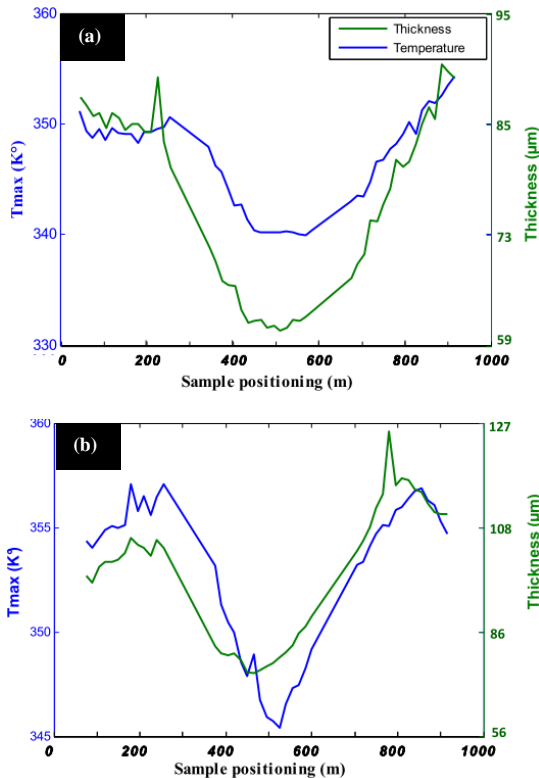 (a)
Thickness
Temperature
360
350
340
330
Tmax (K°)
95
85
73
59
Thickness (µm)
0
200
400
600
800
1000
Sample positioning (m)
(b)
360
355
350
345
Tmax (K°)
127
108
86
56
Thickness (µm)
0
200
400
600
800
1000
Sample positioning (m)